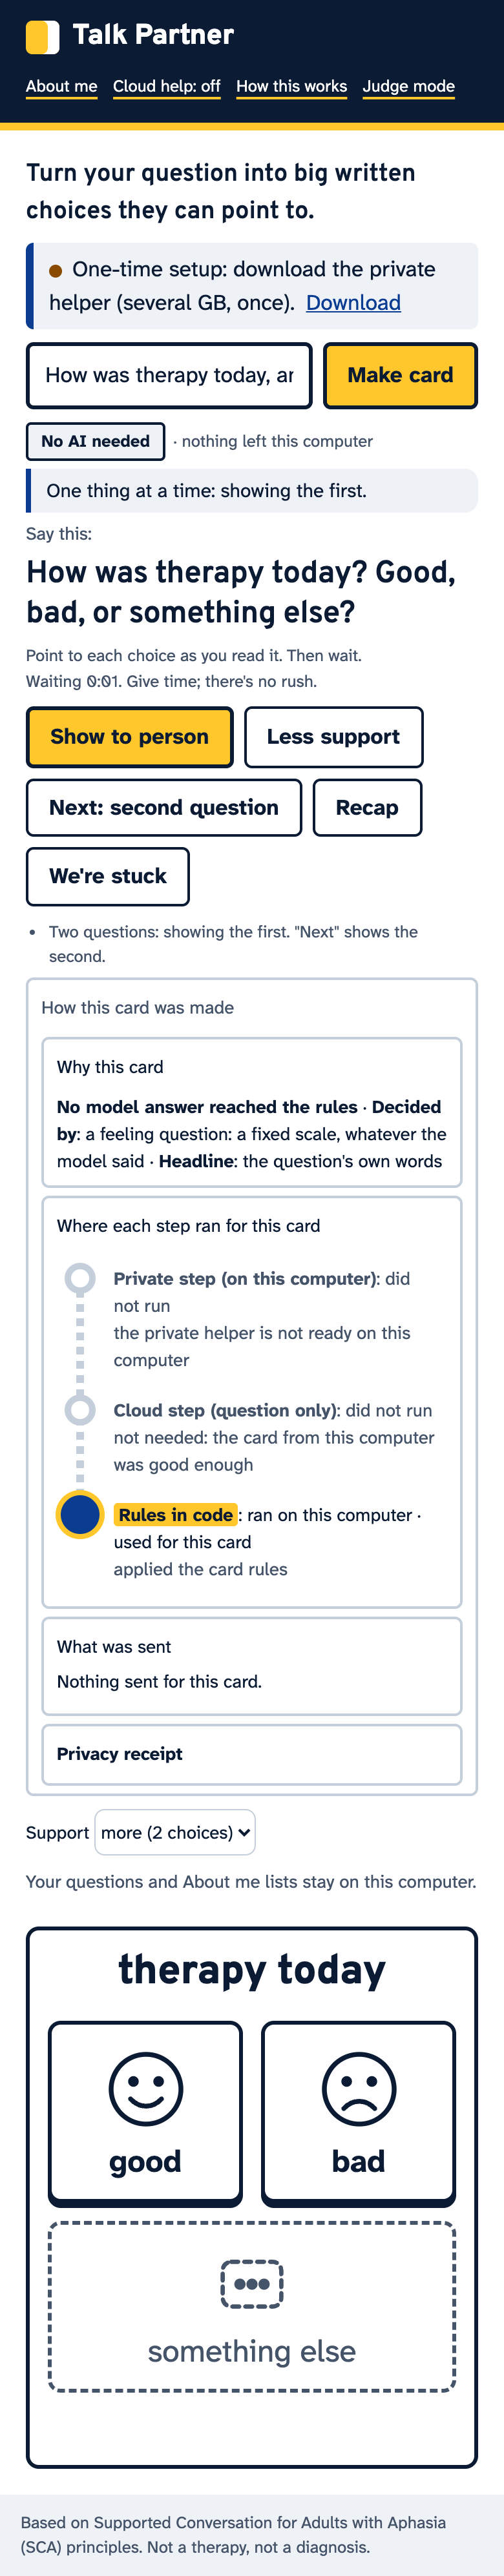 Talk Partner
About me Cloud help: off How this works Judge mode
Turn your question into big written
choices they can point to.
One-time setup: download the private
helper (several GB, once). Download
How was therapy today, ar Make card
No AI needed · nothing left this computer
One thing at a time: showing the first.
Say this:
How was therapy today? Good,
bad, or something else?
Point to each choice as you read it. Then wait.
Waiting 0:01. Give time; there's no rush.
Show to person Less support
Next: second question Recap
We're stuck
• Two questions: showing the first. "Next" shows the
second.
How this card was made
Why this card
No model answer reached the rules · Decided
by: a feeling question: a fixed scale, whatever the
model said · Headline: the question's own words
Where each step ran for this card
Private step (on this computer): did
not run
the private helper is not ready on this
computer
Cloud step (question only): did not run
not needed: the card from this computer
was good enough
Rules in code: ran on this computer ·
used for this card
applied the card rules
What was sent
Nothing sent for this card.
Privacy receipt
Support more (2 choices)
Your questions and About me lists stay on this computer.
therapy today
good bad
something else
Based on Supported Conversation for Adults with Aphasia
(SCA) principles. Not a therapy, not a diagnosis.